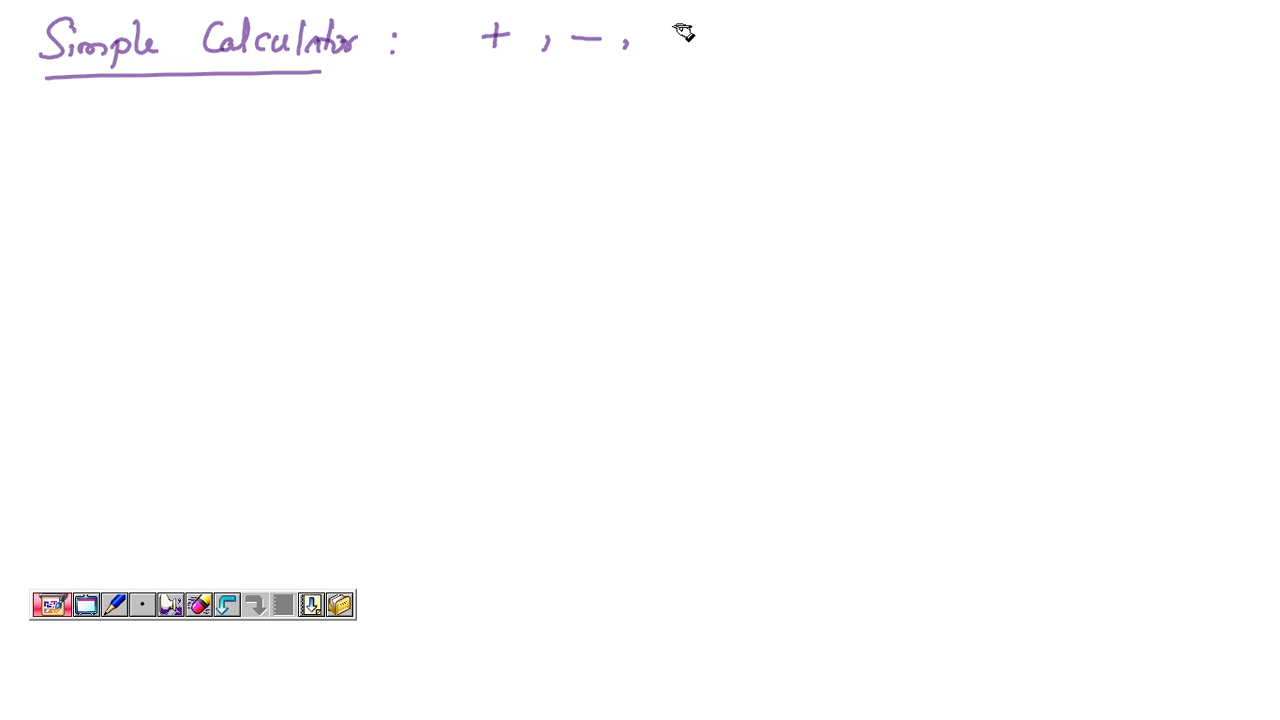 Simple Calculator : + , - ,